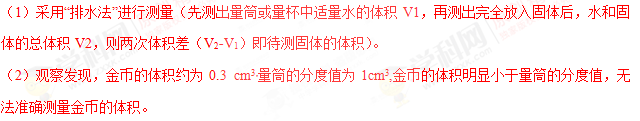 （1）采用“排水法”进行测量（先测出量筒或量杯中适量水的体积 V1，再测出完全放入固体后，水和固
体的总体积 V2，则两次体积差（V₂-V₁）即待测固体的体积）。
（2）观察发现，金币的体积约为 0.3 cm³,量筒的分度值为 1cm³,金币的体积明显小于量筒的分度值，无
法准确测量金币的体积。